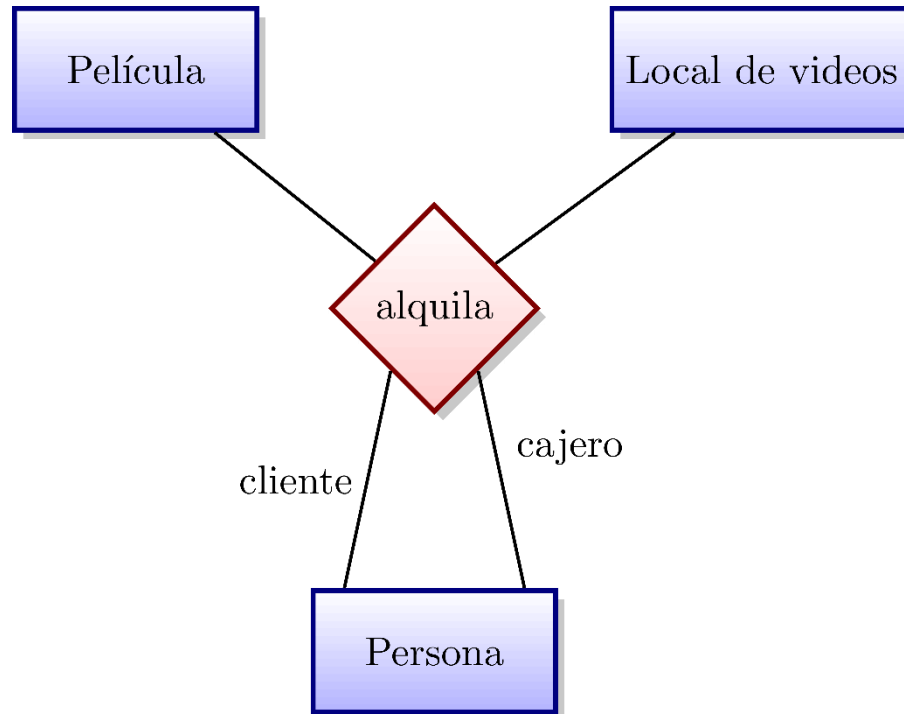 Película
Local de videos
alquila
cajero
cliente
Persona